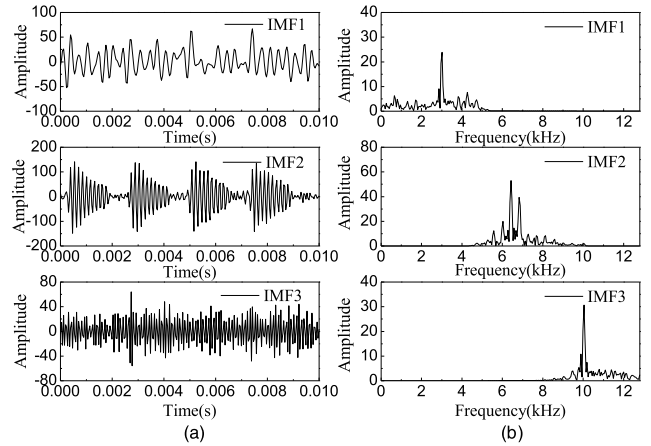 100
50
0
-50
-100
Amplitude
IMF1
0.000 0.002 0.004 0.006 0.008 0.010
Time(s)
40
30
20
10
0
Amplitude
IMF1
0 2 4 6 8 10 12
Frequency(kHz)
200
100
0
-100
-200
Amplitude
IMF2
0.000 0.002 0.004 0.006 0.008 0.010
Time(s)
80
60
40
20
0
Amplitude
IMF2
0 2 4 6 8 10 12
Frequency(kHz)
80
40
0
-40
-80
Amplitude
IMF3
0.000 0.002 0.004 0.006 0.008 0.010
Time(s)
40
30
20
10
0
Amplitude
IMF3
0 2 4 6 8 10 12
Frequency(kHz)
(a)
(b)